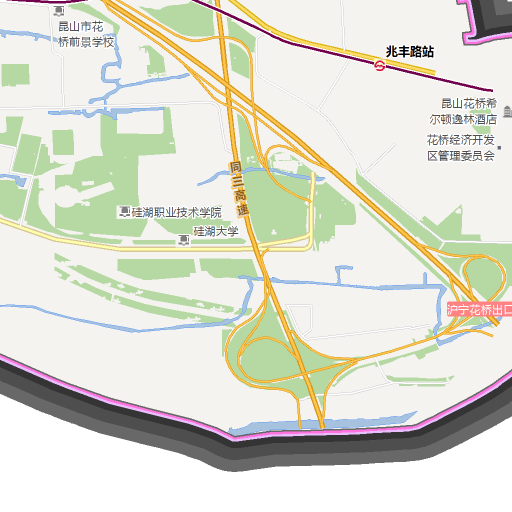 昆山市花
桥前景学校
兆丰路站
昆山花桥希
尔顿逸林酒店
花桥经济开发
区管理委员会
同三高速
硅湖职业技术学院
硅湖大学
沪宁花桥出口